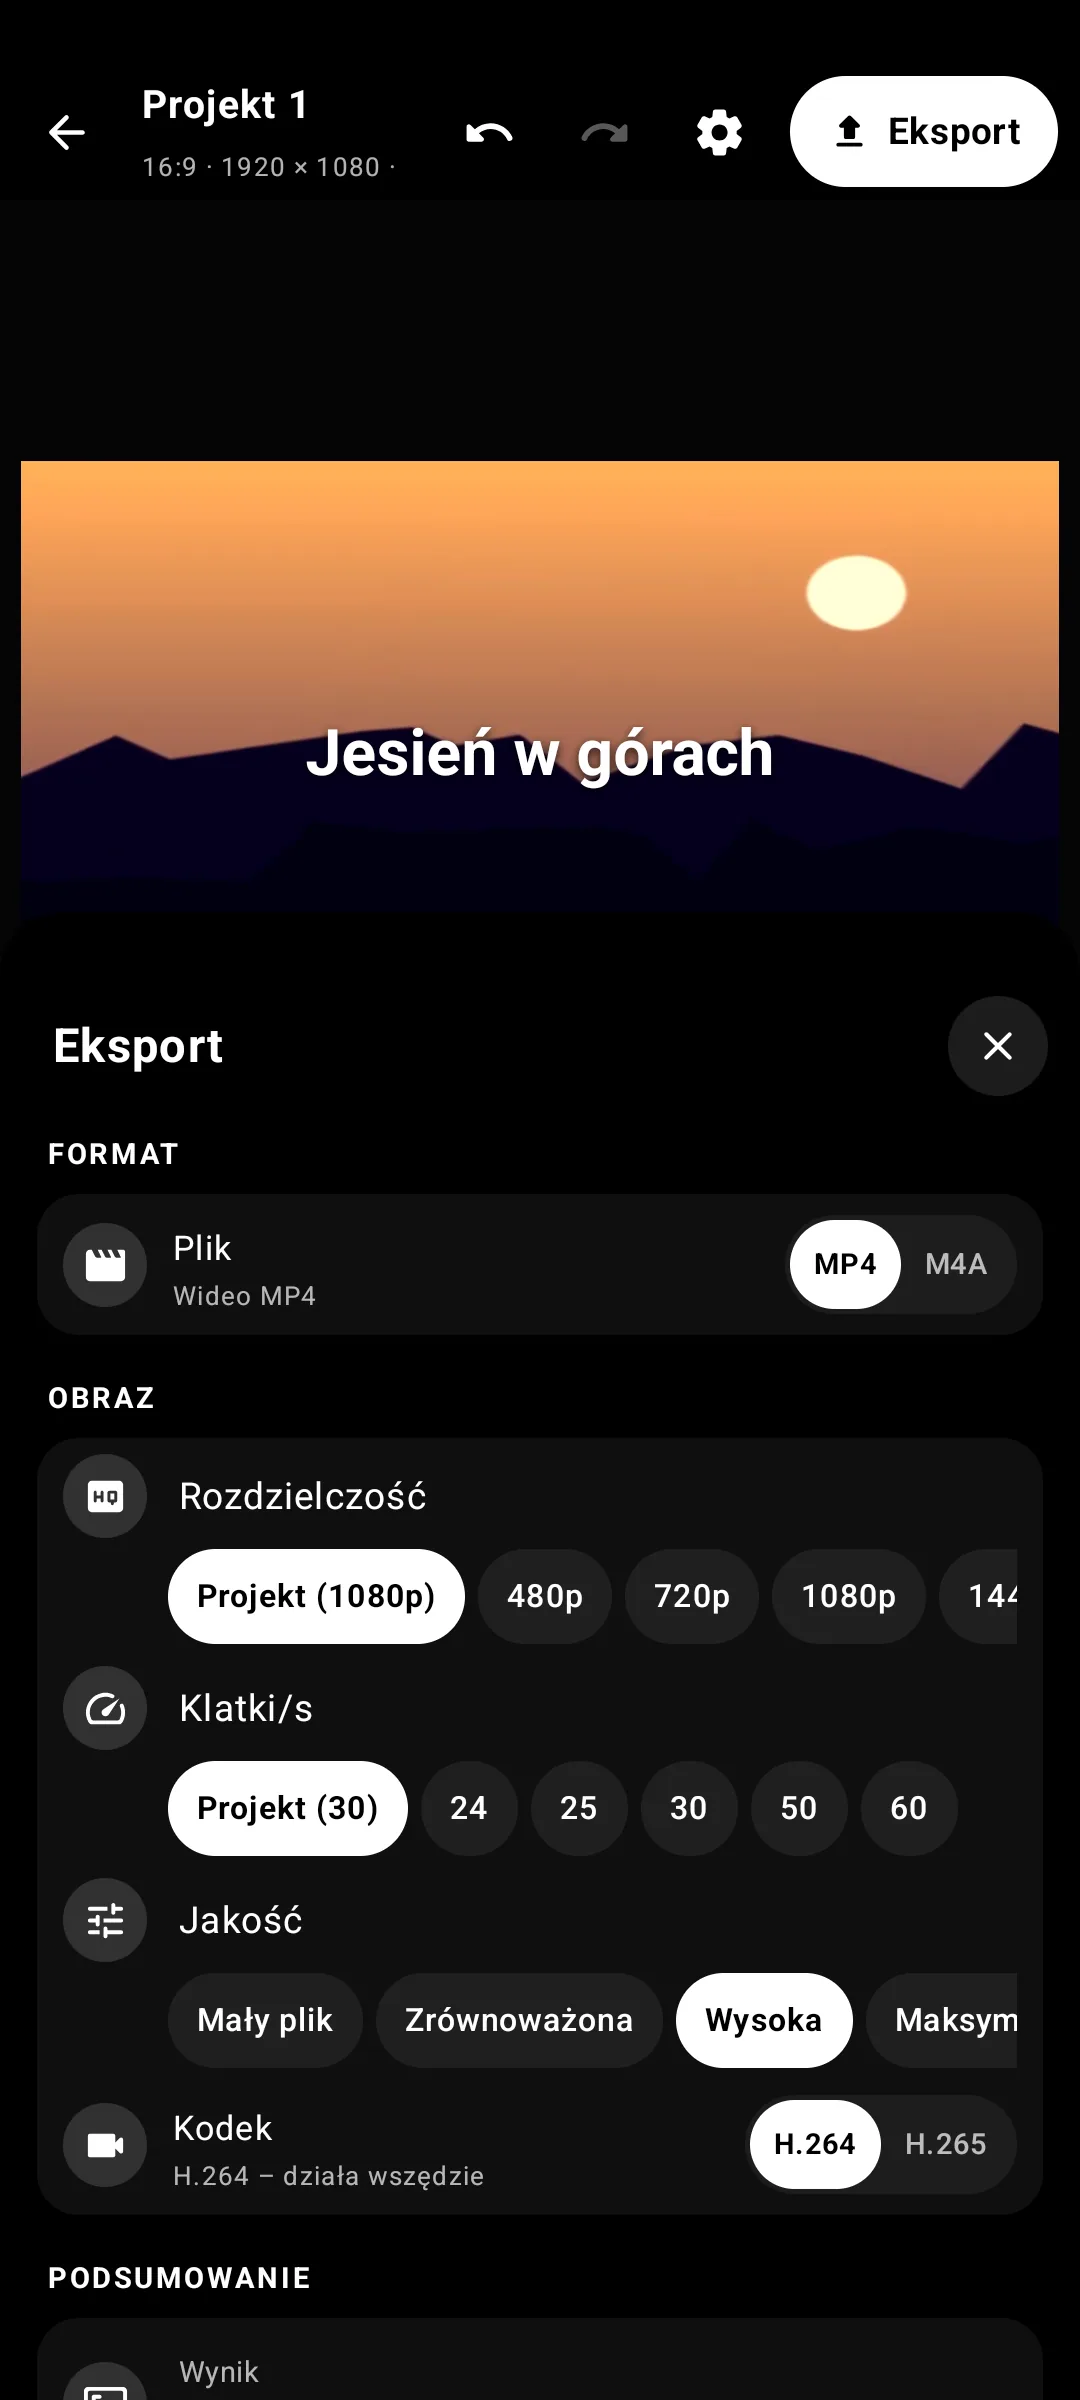 Projekt 1
16:9 · 1920 × 1080 ·
Eksport
Jesień w górach
Eksport
FORMAT
Plik
Wideo MP4
MP4 M4A
OBRAZ
HQ
Rozdzielczość
Projekt (1080p) 480p 720p 1080p
Klatki/s
Projekt (30) 24 25 30 50 60
Jakość
Mały plik Zrównoważona Wysoka Maksym
Kodek
H.264 – działa wszędzie
H.264 H.265
PODSUMOWANIE
Wynik